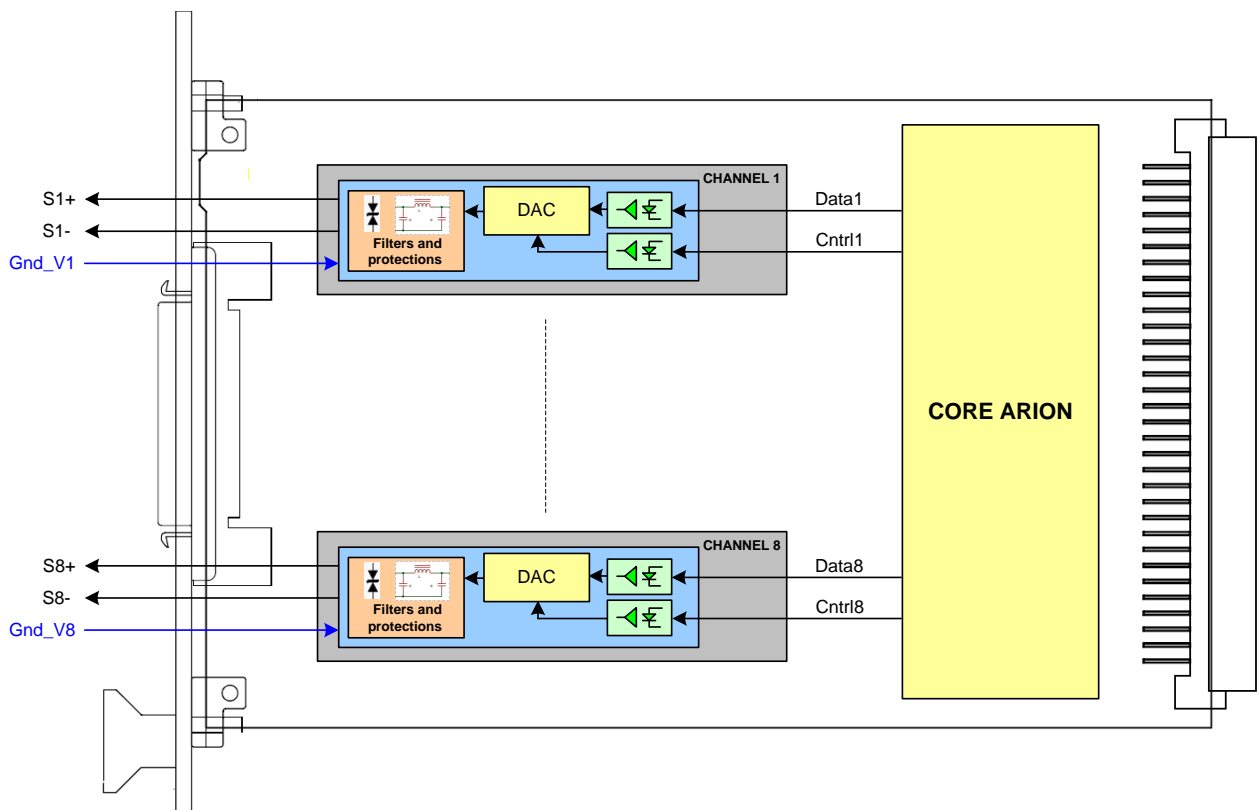 CHANNEL 1
S1+
S1-
Gnd_V1
Filters and
protections
DAC
Data1
Cntrl1
CORE ARION
CHANNEL 8
S8+
S8-
Gnd_V8
Filters and
protections
DAC
Data8
Cntrl8